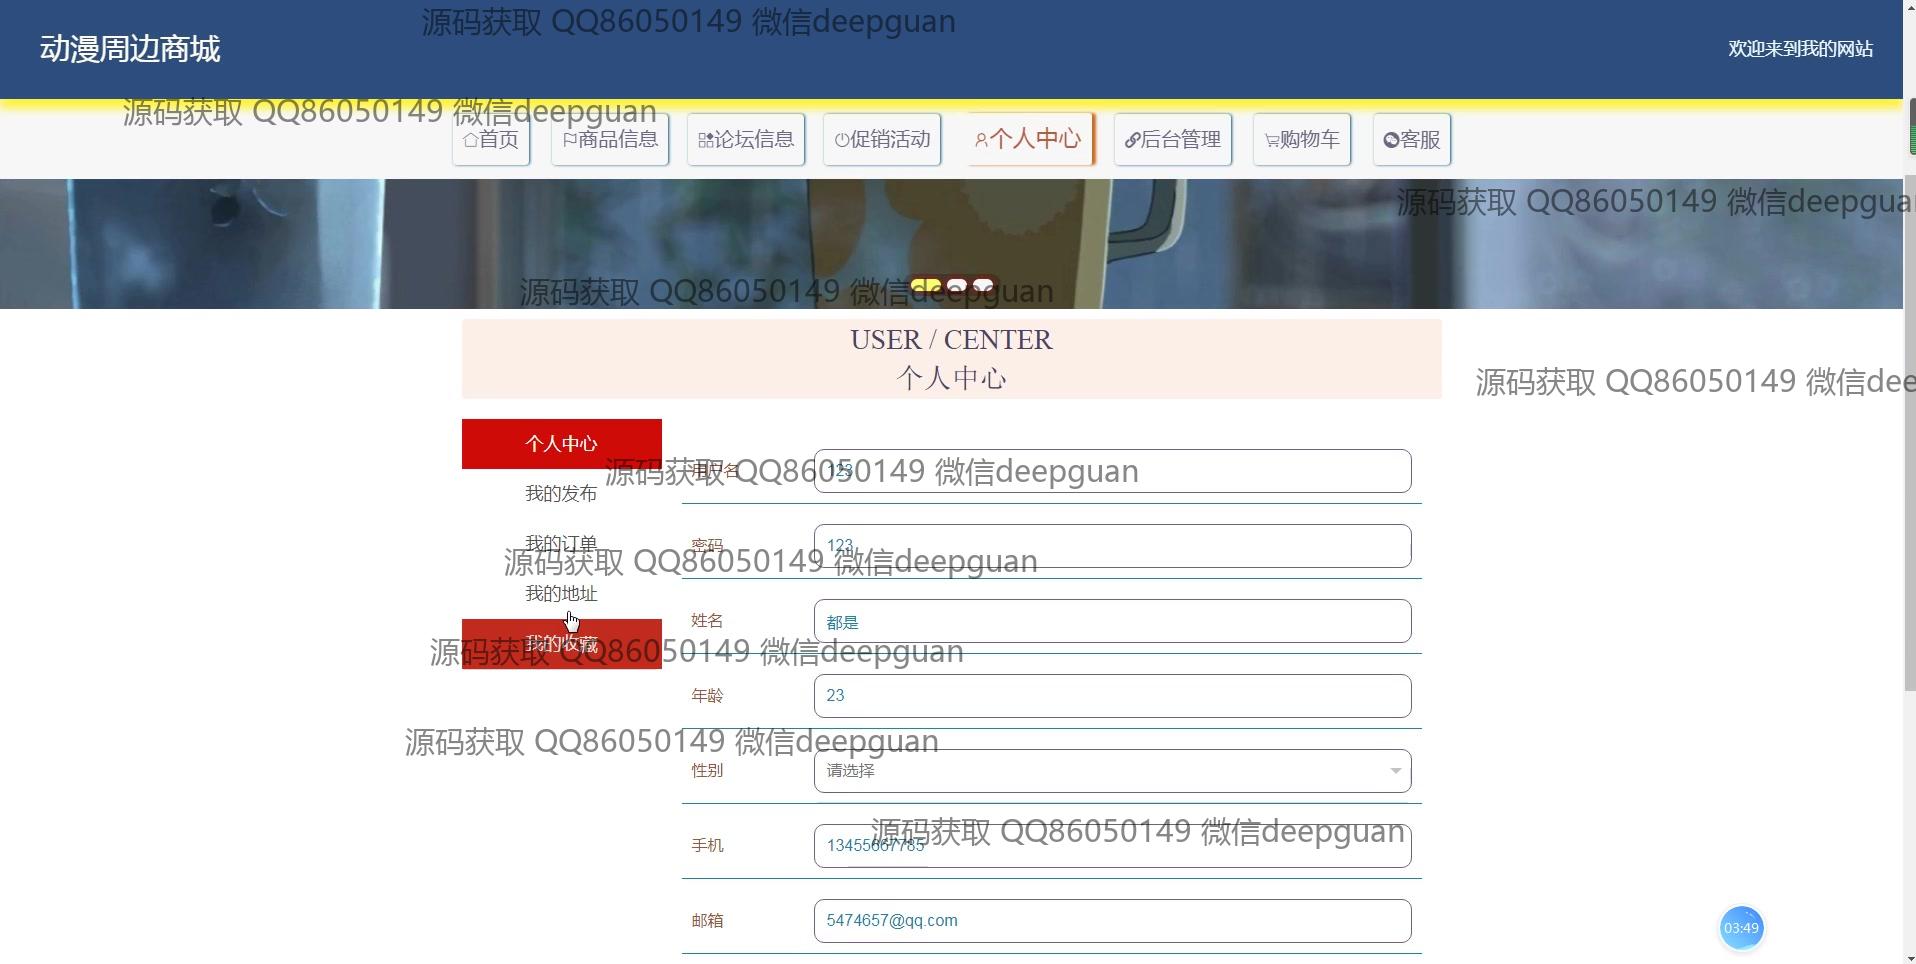 源码获取 QQ86050149 微信deepguan
动漫周边商城
欢迎来到我的网站
源码获取 QQ86050149 微信deepguan
首页
商品信息
论坛信息
促销活动
个人中心
后台管理
购物车
客服
源码获取 QQ86050149 微信deepgua
源码获取 QQ86050149 微信deepguan
USER / CENTER
个人中心
源码获取 QQ86050149 微信dee
个人中心
用户名
123
源码获取 QQ86050149 微信deepguan
我的发布
我的订单
密码
123
源码获取 QQ86050149 微信deepguan
我的地址
姓名
都是
我的收藏
源码获取 QQ86050149 微信deepguan
年龄
23
源码获取 QQ86050149 微信deepguan
性别
请选择
源码获取 QQ86050149 微信deepguan
手机
13455667785
邮箱
5474657@qq.com
03:49